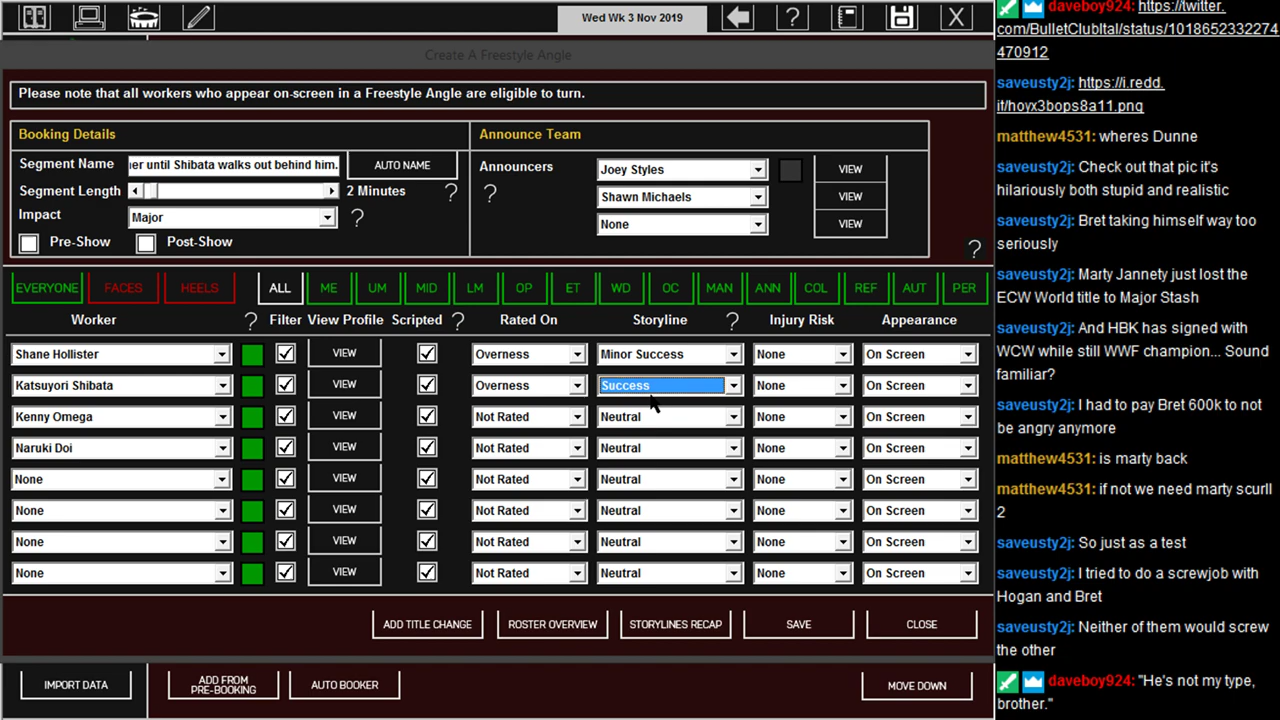 Wed Wk 3 Nov 2019
?
X
Create A Freestyle Angle
Please note that all workers who appear on-screen in a Freestyle Angle are eligible to turn.
Booking Details
Segment Name
er until Shibata walks out behind him.
AUTO NAME
Segment Length
2 Minutes
?
Impact
Major
?
Pre-Show
Post-Show
Announce Team
Announcers
?
Joey Styles
VIEW
Shawn Michaels
VIEW
None
VIEW
?
EVERYONE FACES HEELS ALL ME UM MID LM OP ET WD OC MAN ANN COL REF AUT PER
Worker ? Filter View Profile Scripted ? Rated On Storyline ? Injury Risk Appearance
Shane Hollister VIEW Overness Minor Success None On Screen
Katsuyori Shibata VIEW Overness Success None On Screen
Kenny Omega VIEW Not Rated Neutral None On Screen
Naruki Doi VIEW Not Rated Neutral None On Screen
None VIEW Not Rated Neutral None On Screen
None VIEW Not Rated Neutral None On Screen
None VIEW Not Rated Neutral None On Screen
None VIEW Not Rated Neutral None On Screen
ADD TITLE CHANGE ROSTER OVERVIEW STORYLINES RECAP SAVE CLOSE
IMPORT DATA
ADD FROM
PRE-BOOKING
AUTO BOOKER
MOVE DOWN
daveboy924: https://twitter.
com/BulletClubItal/status/1018652332274
470912
saveusty2j: https://i.redd.
it/hoyx3bops8a11.png
matthew4531: wheres Dunne
saveusty2j: Check out that pic it's
hilariously both stupid and realistic
saveusty2j: Bret taking himself way too
seriously
saveusty2j: Marty Jannety just lost the
ECW World title to Major Stash
saveusty2j: And HBK has signed with
WCW while still WWF champion... Sound
familiar?
saveusty2j: I had to pay Bret 600k to not
be angry anymore
matthew4531: is marty back
matthew4531: if not we need marty scurll
2
saveusty2j: So just as a test
saveusty2j: I tried to do a screwjob with
Hogan and Bret
saveusty2j: Neither of them would screw
the other
daveboy924: "He's not my type,
brother."